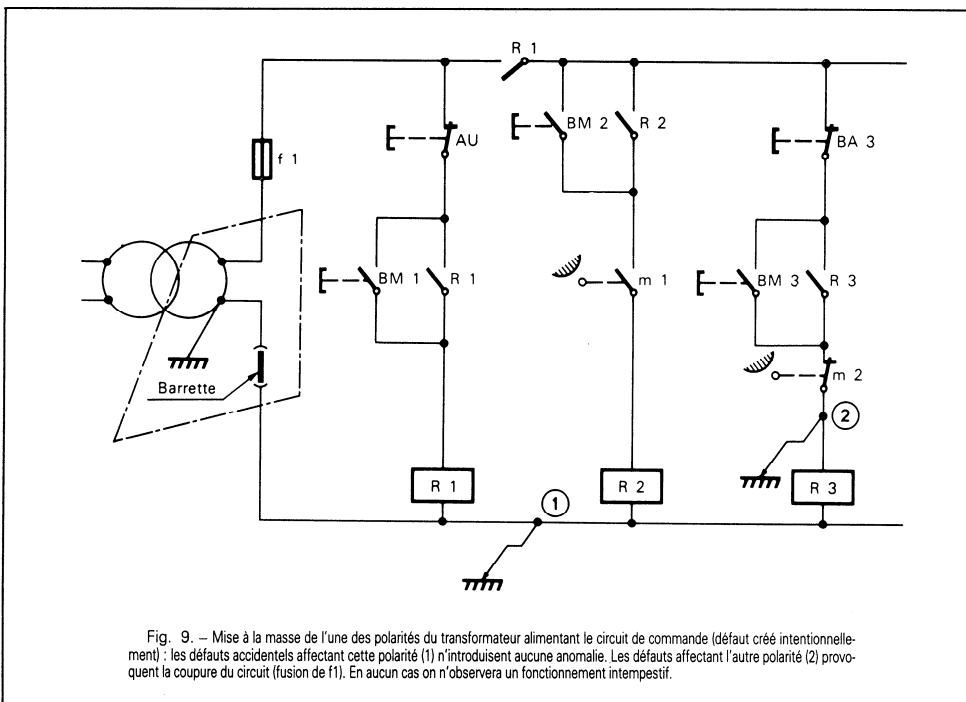 R 1
f 1
AU
BM 2
R 2
BA 3
BM 1
R 1
m 1
BM 3
R 3
m 2
Barrette
2
R 1
R 2
R 3
1
Fig. 9. – Mise à la masse de l'une des polarités du transformateur alimentant le circuit de commande (défaut créé intentionnelle-
ment) : les défauts accidentels affectant cette polarité (1) n'introduisent aucune anomalie. Les défauts affectant l'autre polarité (2) provo-
quent la coupure du circuit (fusion de f1). En aucun cas on n'observera un fonctionnement intempestif.